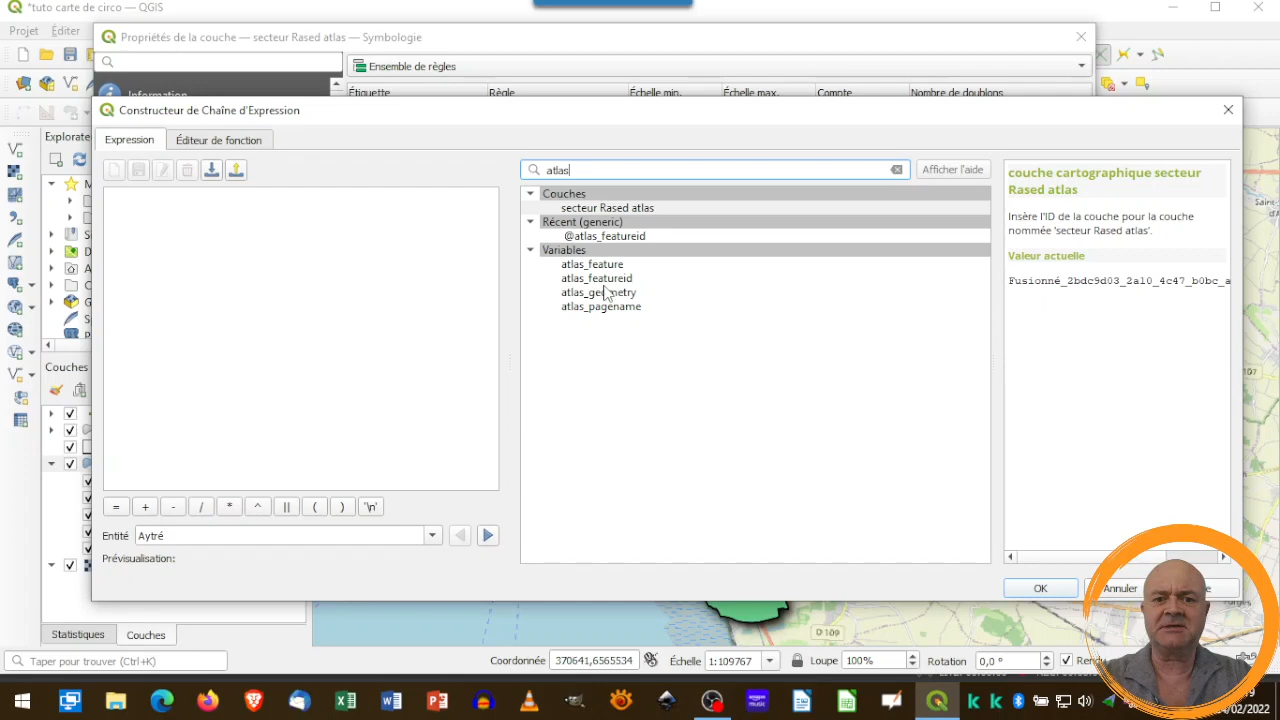 *tuto carte de circo — QGIS
Projet Éditer
Propriétés de la couche — secteur Rased atlas — Symbologie
Ensemble de règles
Information
Étiquette Règle Échelle min. Échelle max. Compte Nombre de doublons
Constructeur de Chaîne d'Expression
Expression Éditeur de fonction
Explorate
atlas
Afficher l'aide
Couches
secteur Rased atlas
Récent (generic)
@atlas_featureid
Variables
atlas_feature
atlas_featureid
atlas_geometry
atlas_pagename
couche cartographique secteur
Rased atlas
Insère l'ID de la couche pour la couche
nommée 'secteur Rased atlas'.
Valeur actuelle
Fusionné_2bdc9d03_2a10_4c47_b0bc_a
Couches
= + - / * ^ || ( ) '\n'
Entité Aytré
Prévisualisation:
OK Annuler
D 109
Statistiques Couches
Taper pour trouver (Ctrl+K)
Coordonnée 370641,6565534 Échelle 1:109767 Loupe 100% Rotation 0,0 °